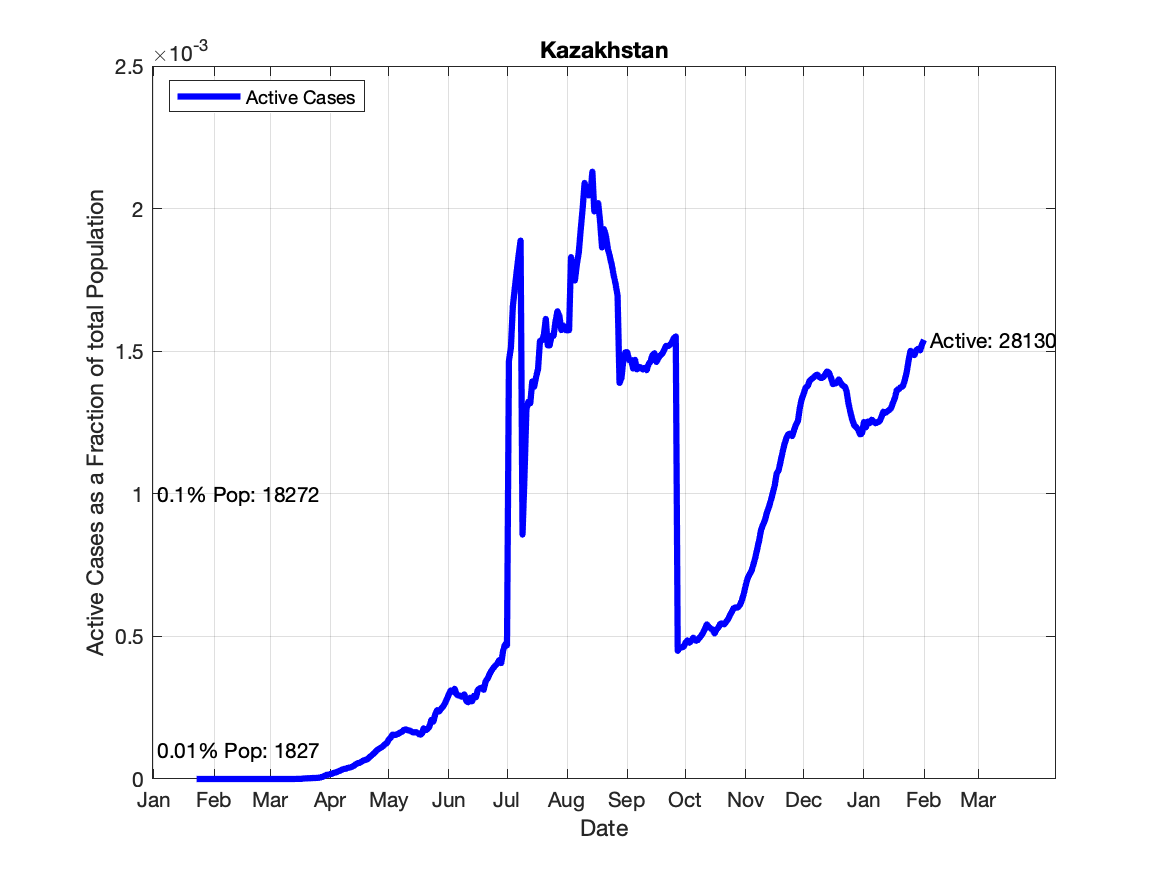 Kazakhstan
×10-3
2.5
2
1.5
1
0.5
0
Active Cases
Active: 28130
0.1% Pop: 18272
0.01% Pop: 1827
Active Cases as a Fraction of total Population
Jan Feb Mar Apr May Jun Jul Aug Sep Oct Nov Dec Jan Feb Mar
Date